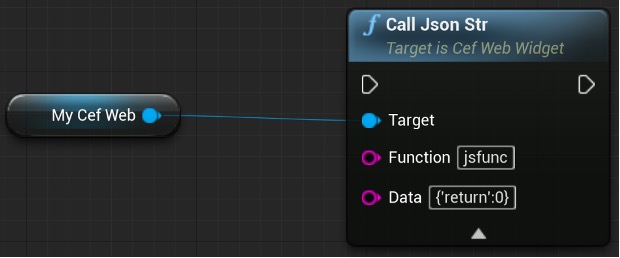 f Call Json Str
Target is Cef Web Widget
My Cef Web
Target
Function jsfunc
Data {'return':0}